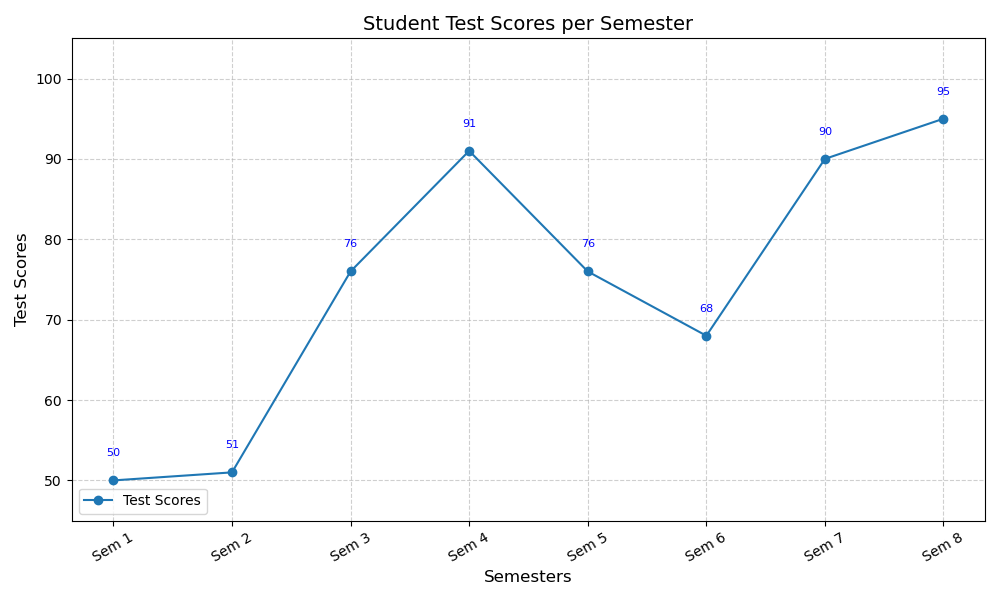 Student Test Scores per Semester
Test Scores
100
90
80
70
60
50
50
51
76
91
76
68
90
95
Test Scores
Sem 1
Sem 2
Sem 3
Sem 4
Sem 5
Sem 6
Sem 7
Sem 8
Semesters